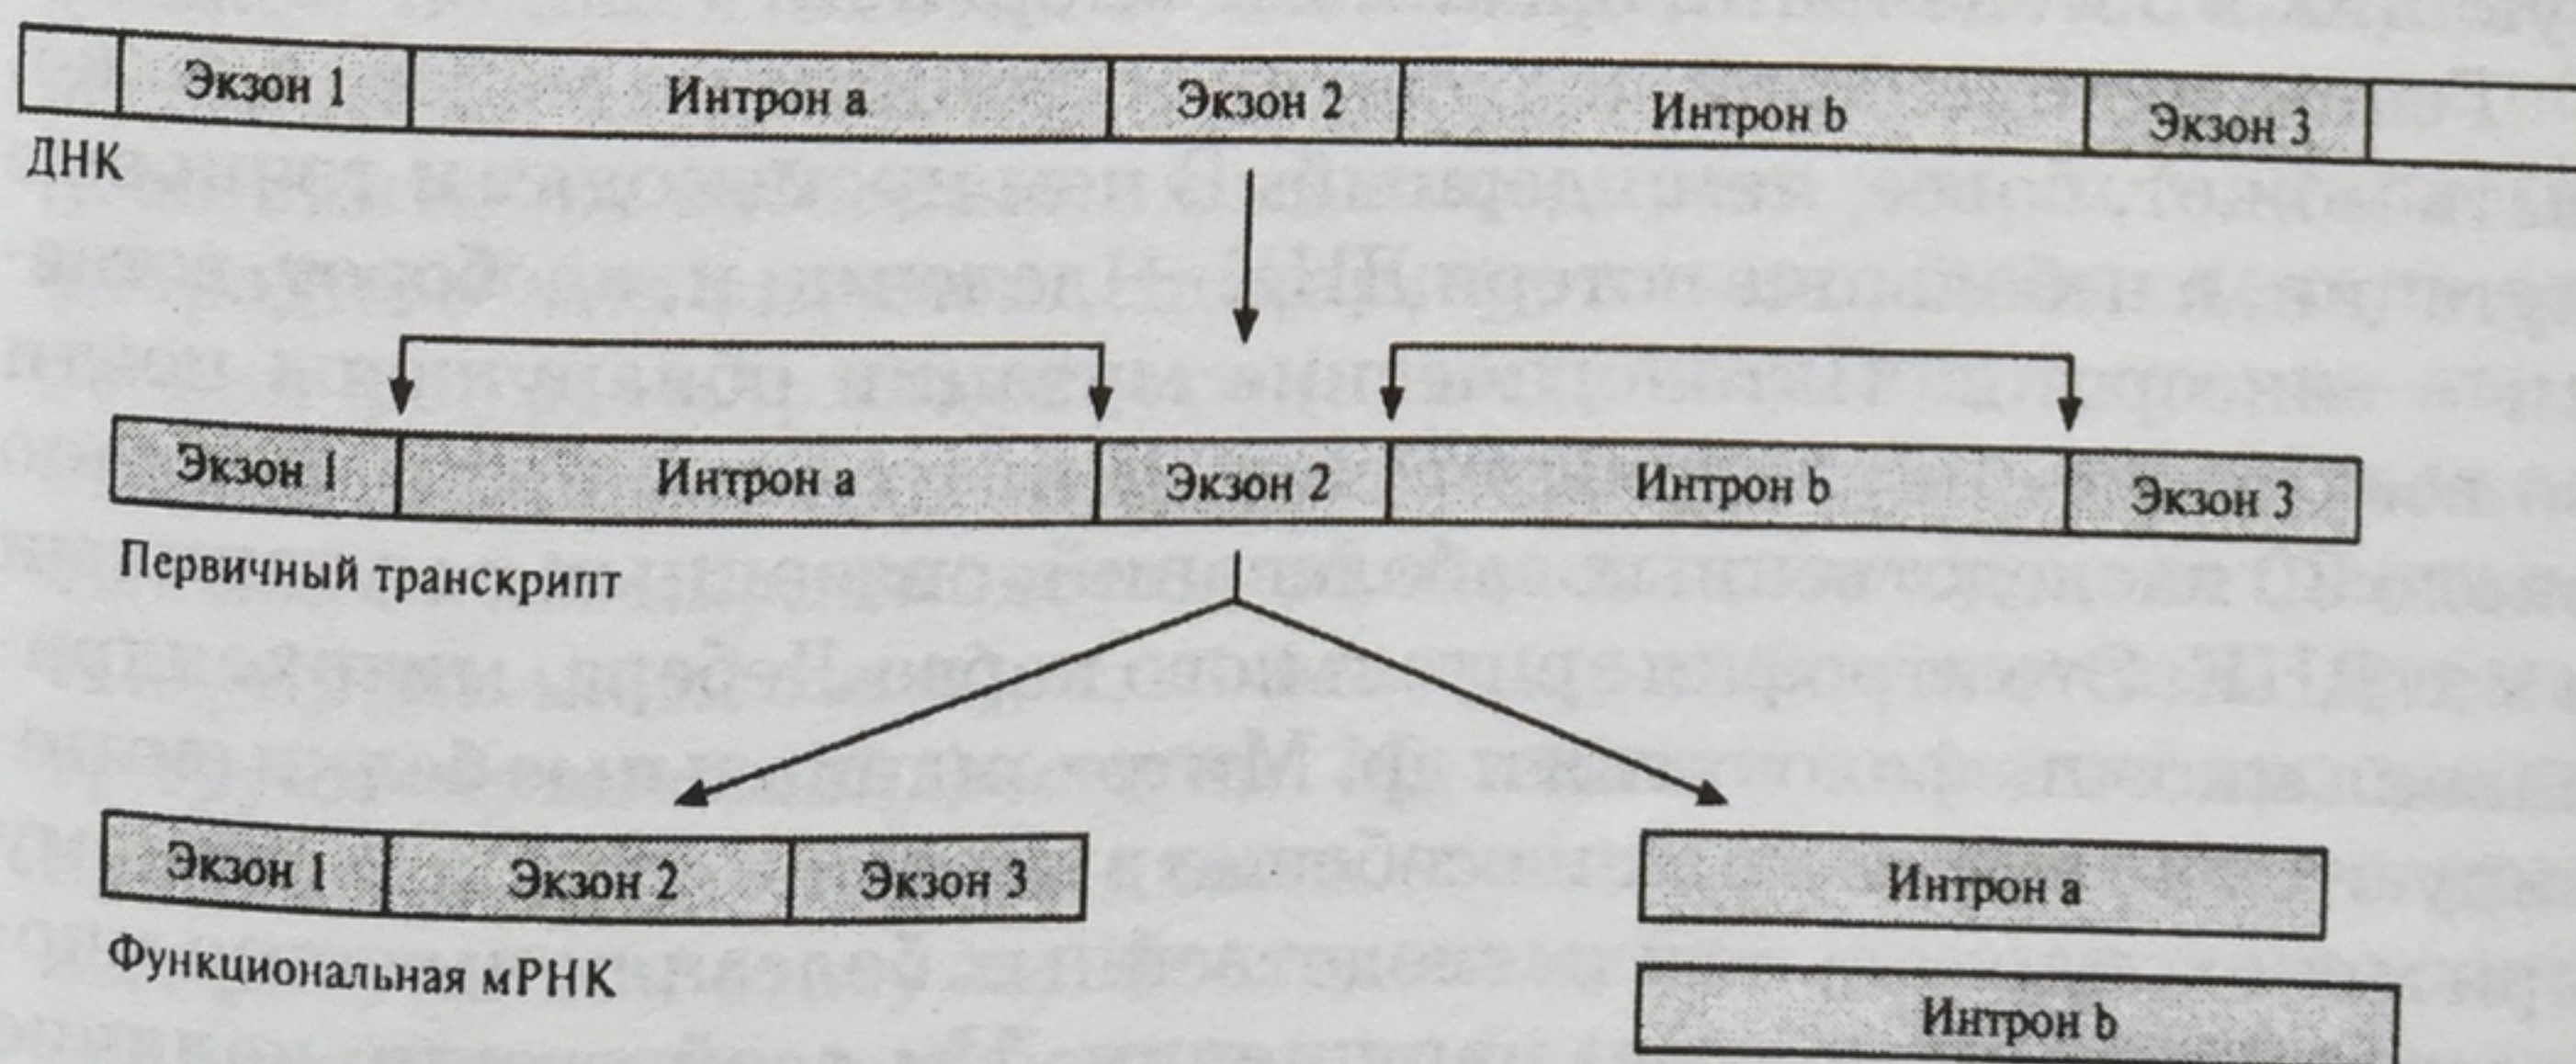 Экзон 1 Интрон a Экзон 2 Интрон b Экзон 3
ДНК
Экзон 1 Интрон a Экзон 2 Интрон b Экзон 3
Первичный транскрипт
Экзон 1 Экзон 2 Экзон 3 Интрон a
Функциональная мРНК
Интрон b